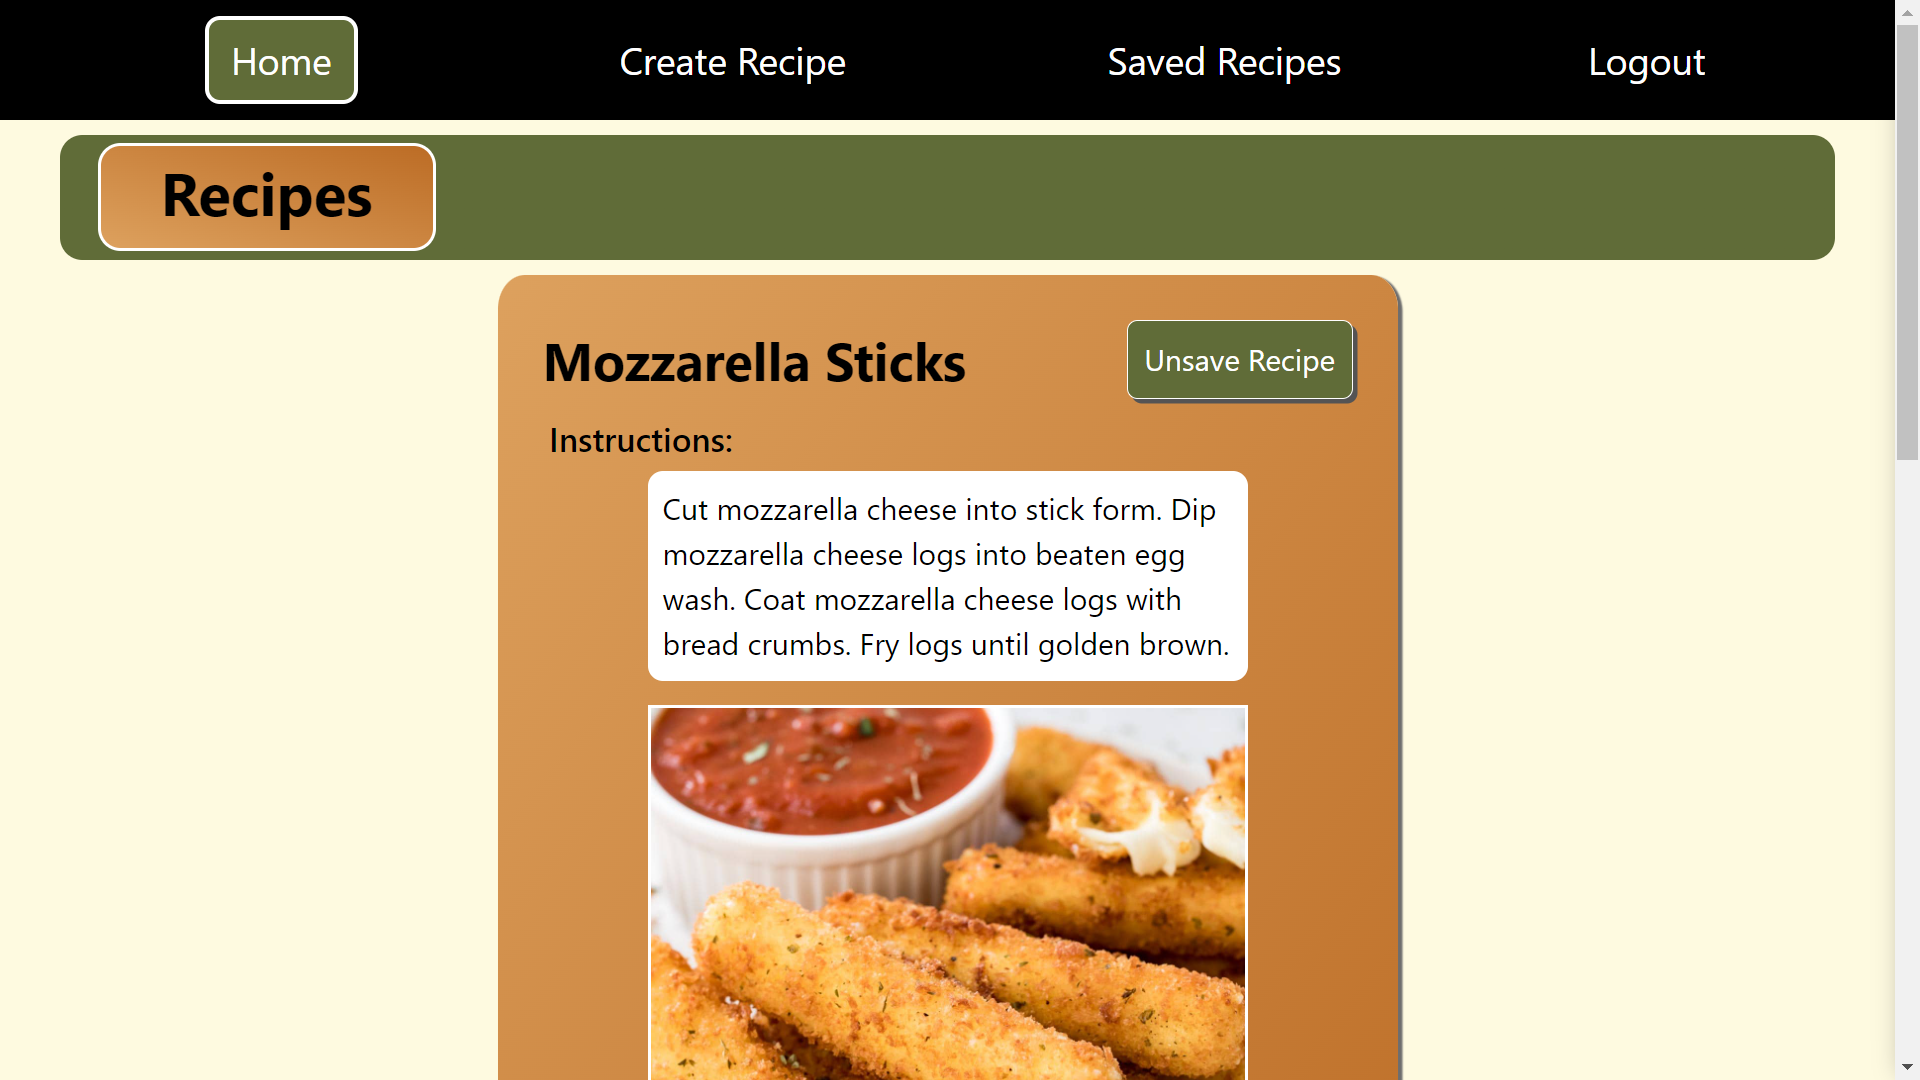 Home
Create Recipe
Saved Recipes
Logout
Recipes
Mozzarella Sticks
Unsave Recipe
Instructions:
Cut mozzarella cheese into stick form. Dip
mozzarella cheese logs into beaten egg
wash. Coat mozzarella cheese logs with
bread crumbs. Fry logs until golden brown.